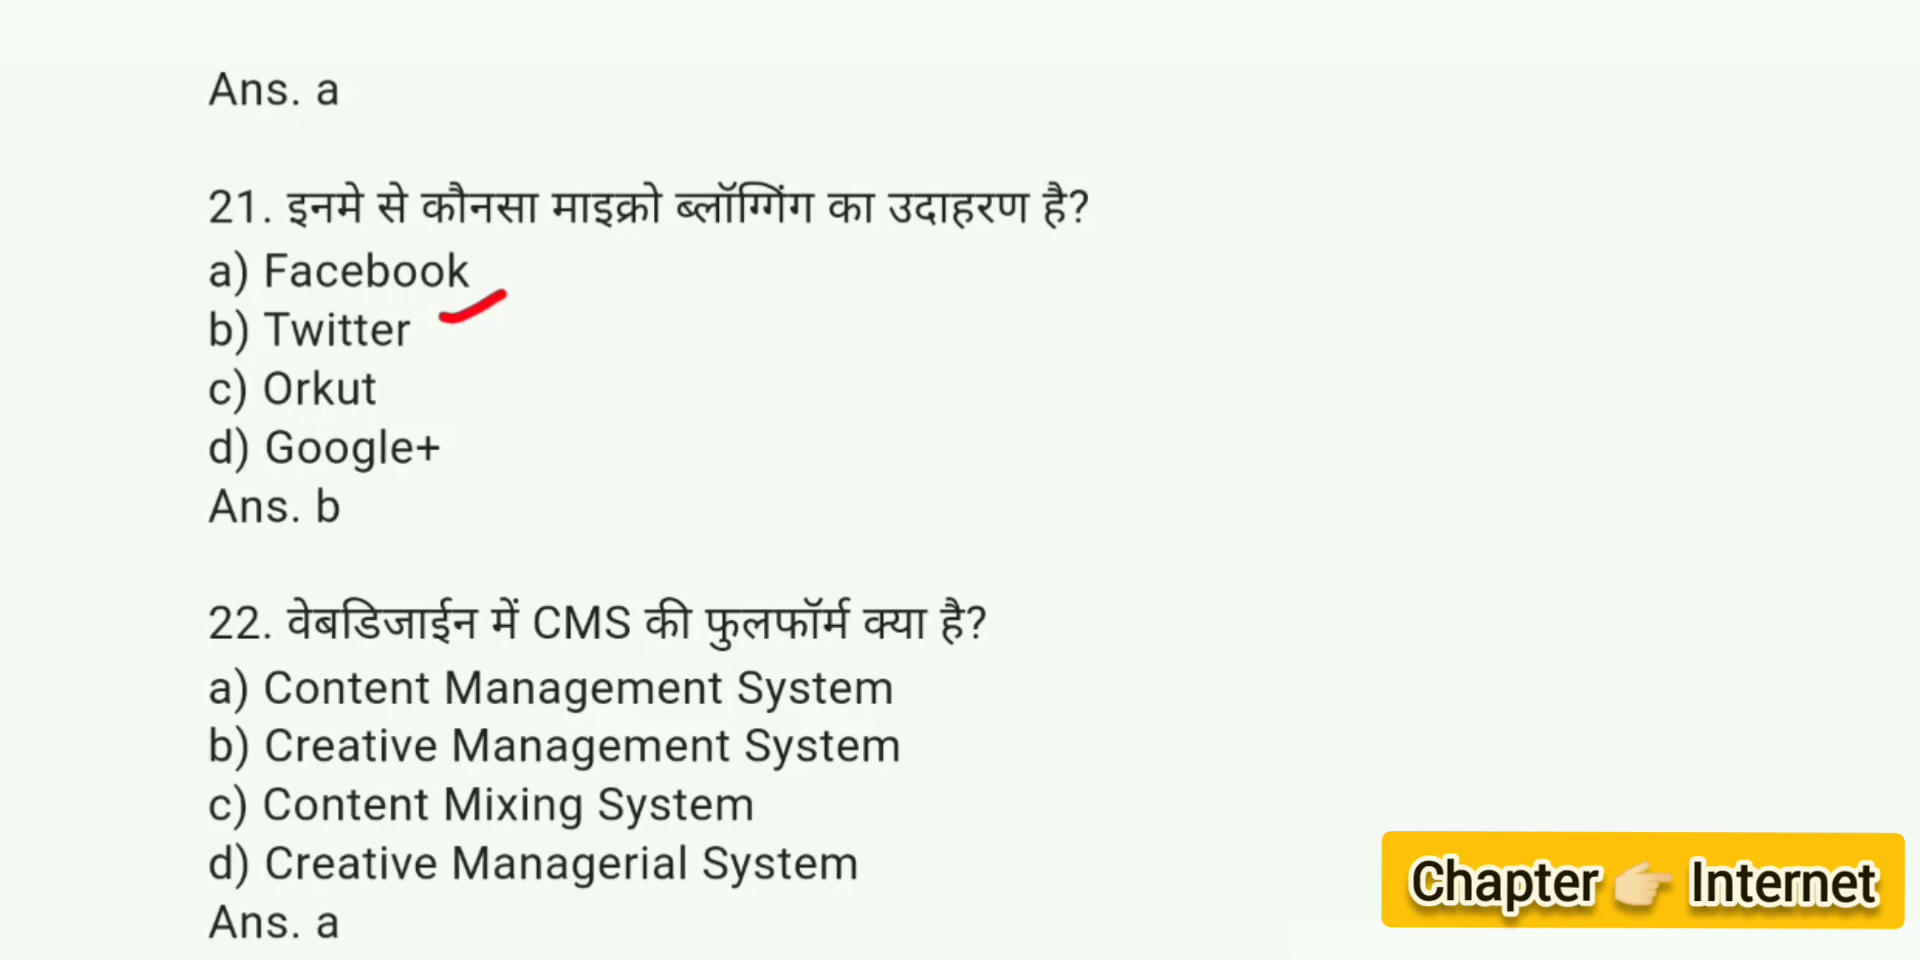 Ans. a
21. इनमे से कौनसा माइक्रो ब्लॉग्गिंग का उदाहरण है?
a) Facebook
b) Twitter
c) Orkut
d) Google+
Ans. b
22. वेबडिजाईन में CMS की फुलफॉर्म क्या है?
a) Content Management System
b) Creative Management System
c) Content Mixing System
d) Creative Managerial System
Ans. a
Chapter 👉 Internet